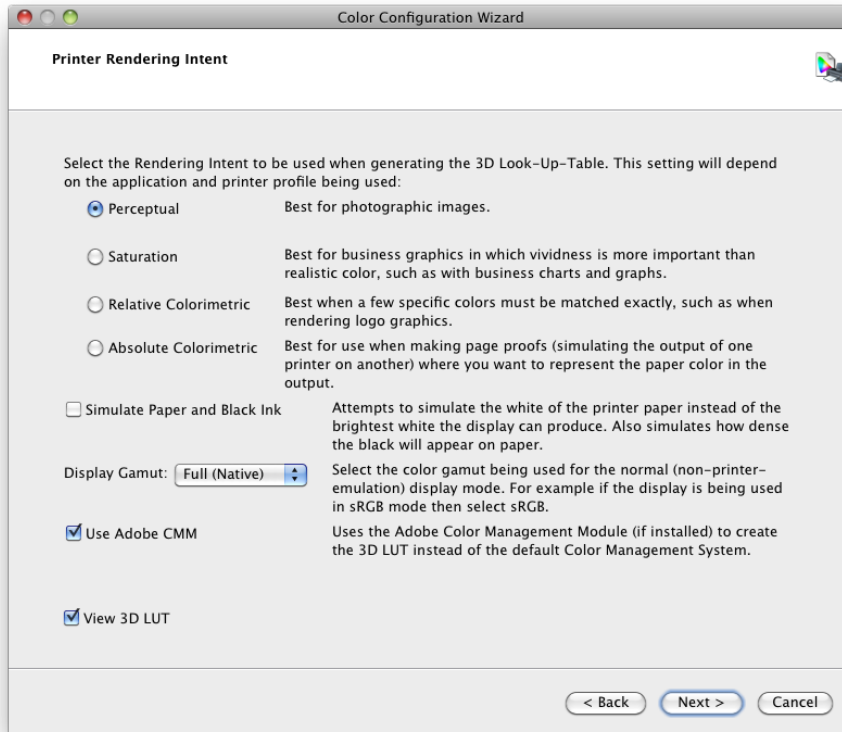 Color Configuration Wizard
Printer Rendering Intent
Select the Rendering Intent to be used when generating the 3D Look-Up-Table. This setting will depend
on the application and printer profile being used:
Perceptual Best for photographic images.
Saturation Best for business graphics in which vividness is more important than
realistic color, such as with business charts and graphs.
Relative Colorimetric Best when a few specific colors must be matched exactly, such as when
rendering logo graphics.
Absolute Colorimetric Best for use when making page proofs (simulating the output of one
printer on another) where you want to represent the paper color in the
output.
Simulate Paper and Black Ink Attempts to simulate the white of the printer paper instead of the
brightest white the display can produce. Also simulates how dense
the black will appear on paper.
Display Gamut: Full (Native) Select the color gamut being used for the normal (non-printer-
emulation) display mode. For example if the display is being used
in sRGB mode then select sRGB.
Use Adobe CMM Uses the Adobe Color Management Module (if installed) to create
the 3D LUT instead of the default Color Management System.
View 3D LUT
< Back Next > Cancel